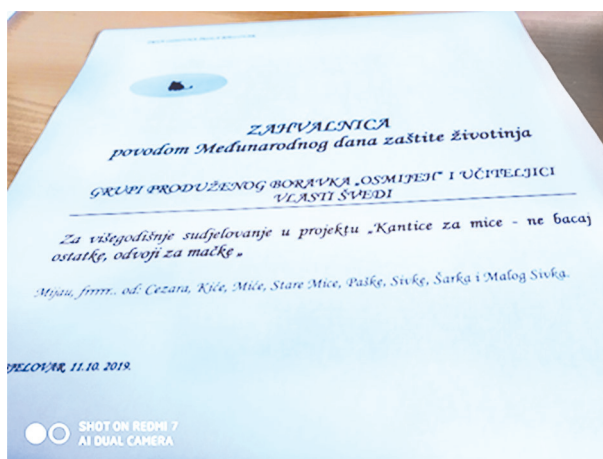 ZAHVALNICA
povodom Međunarodnog dana zaštite životinja
GRUPI PRODUŽENOG BORAVKA „OSMIJEH“ I UČITELJICI
VLASTI ŠVEDI
Za višegodišnje sudjelovanje u projektu „Kantice za mice - ne bacaj
ostatke, odvoji za mačke „
Mijau, frrrrr.. od: Cezara, Kiće, Miće, Stare Mice, Paške, Sivke, Šarka i Malog Sivka.
JELOVAR, 11.10. 2019.
SHOT ON REDMI 7
AI DUAL CAMERA